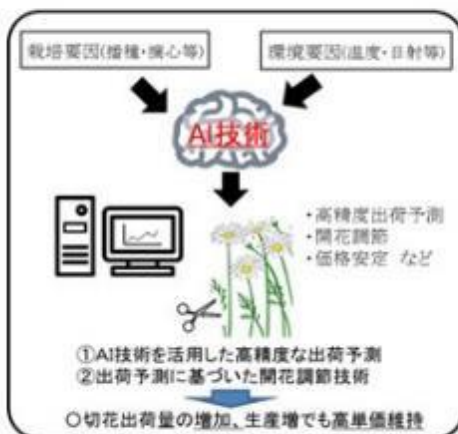 栽培要因(播種・摘心等)
環境要因(温度・日射等)
AI技術
・高精度出荷予測
・開花調節
・価格安定 など
①AI技術を活用した高精度な出荷予測
②出荷予測に基づいた開花調節技術
○切花出荷量の増加、生産増でも高単価維持